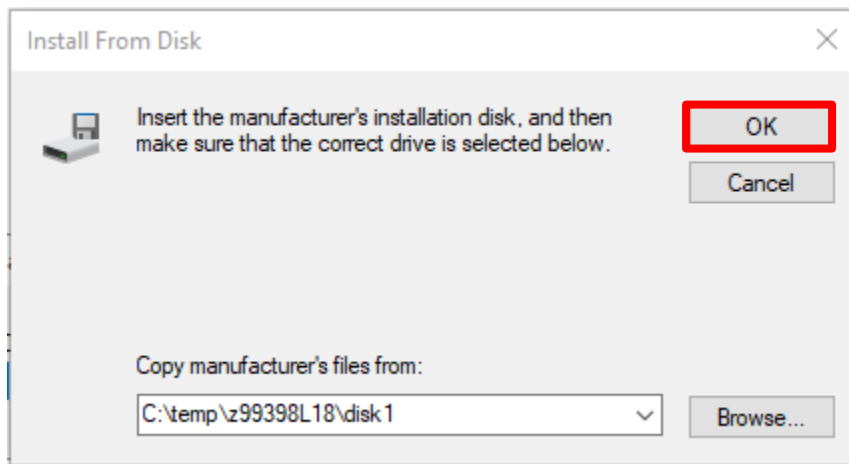 Install From Disk
Insert the manufacturer's installation disk, and then
make sure that the correct drive is selected below.
OK
Cancel
Copy manufacturer's files from:
C:\temp\z99398L18\disk1
Browse...